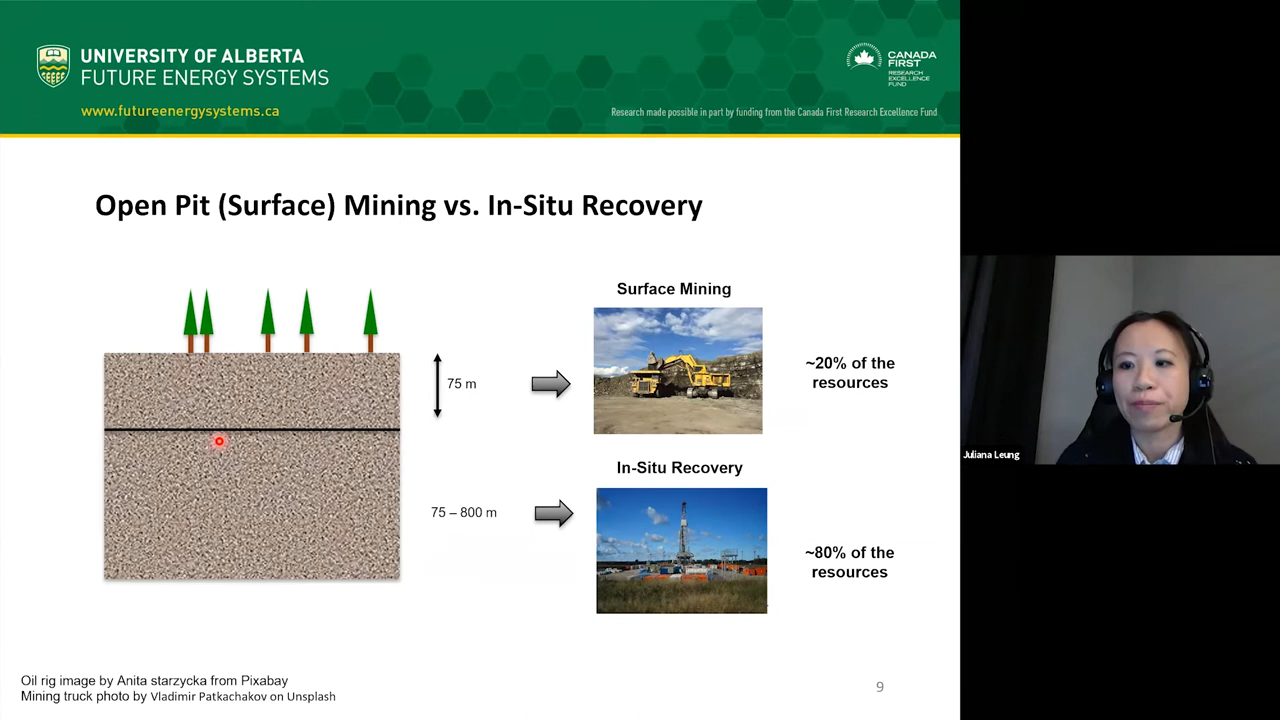 UNIVERSITY OF ALBERTA
FUTURE ENERGY SYSTEMS
www.futureenergysystems.ca
CANADA
FIRST
RESEARCH
EXCELLENCE
FUND
Research made possible in part by funding from the Canada First Research Excellence Fund
Open Pit (Surface) Mining vs. In-Situ Recovery
Surface Mining
75 m
~20% of the
resources
In-Situ Recovery
75 – 800 m
~80% of the
resources
Oil rig image by Anita starzycka from Pixabay
Mining truck photo by Vladimir Patkachakov on Unsplash
9
Juliana Leung